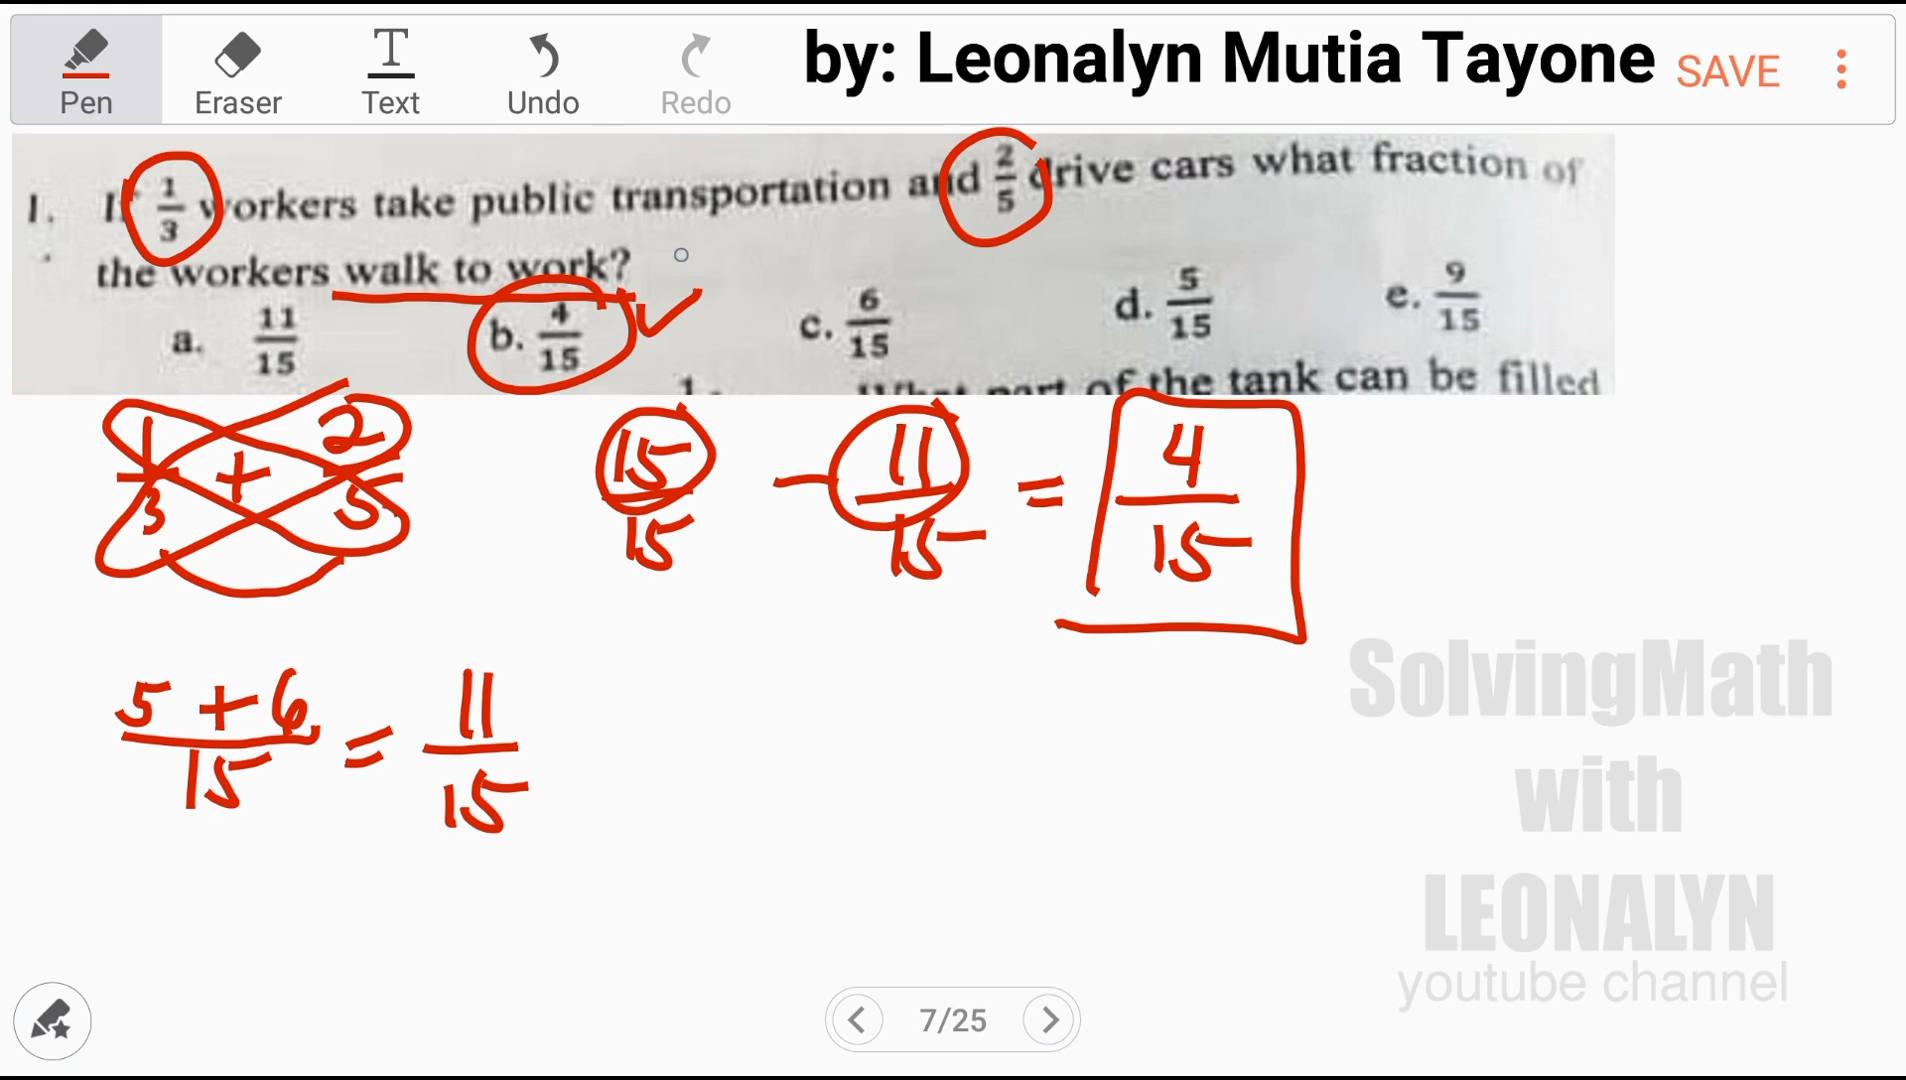 by: Leonalyn Mutia Tayone
Pen Eraser Text Undo Redo SAVE
1. If 1/3 workers take public transportation and 2/5 drive cars what fraction of
the workers walk to work?
a. 11/15 b. 4/15 c. 6/15 d. 5/15 e. 9/15
What part of the tank can be filled
1/3 + 2/5
15/15 - 11/15 = 4/15
5 + 6/15 = 11/15
SolvingMath
with
LEONALYN
youtube channel
7/25